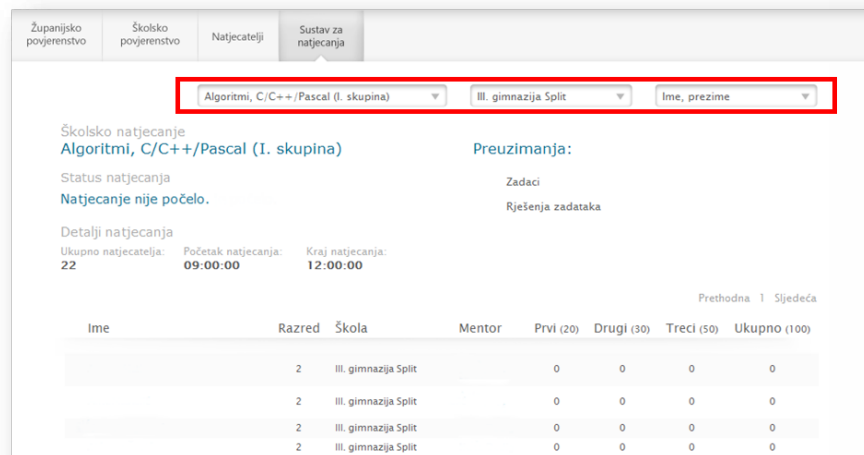 Županijsko
povjerenstvo
Školsko
povjerenstvo
Natjecatelji
Sustav za
natjecanja
Algoritmi, C/C++/Pascal (I. skupina) III. gimnazija Split Ime, prezime
Školsko natjecanje
Algoritmi, C/C++/Pascal (I. skupina)
Preuzimanja:
Status natjecanja
Zadaci
Natjecanje nije počelo.
Rješenja zadataka
Detalji natjecanja
Ukupno natjecatelja: Početak natjecanja: Kraj natjecanja:
22 09:00:00 12:00:00
Prethodna 1 Sljedeća
Ime Razred Škola Mentor Prvi (20) Drugi (30) Treci (50) Ukupno (100)
2 III. gimnazija Split 0 0 0 0
2 III. gimnazija Split 0 0 0 0
2 III. gimnazija Split 0 0 0 0
2 III. gimnazija Split 0 0 0 0